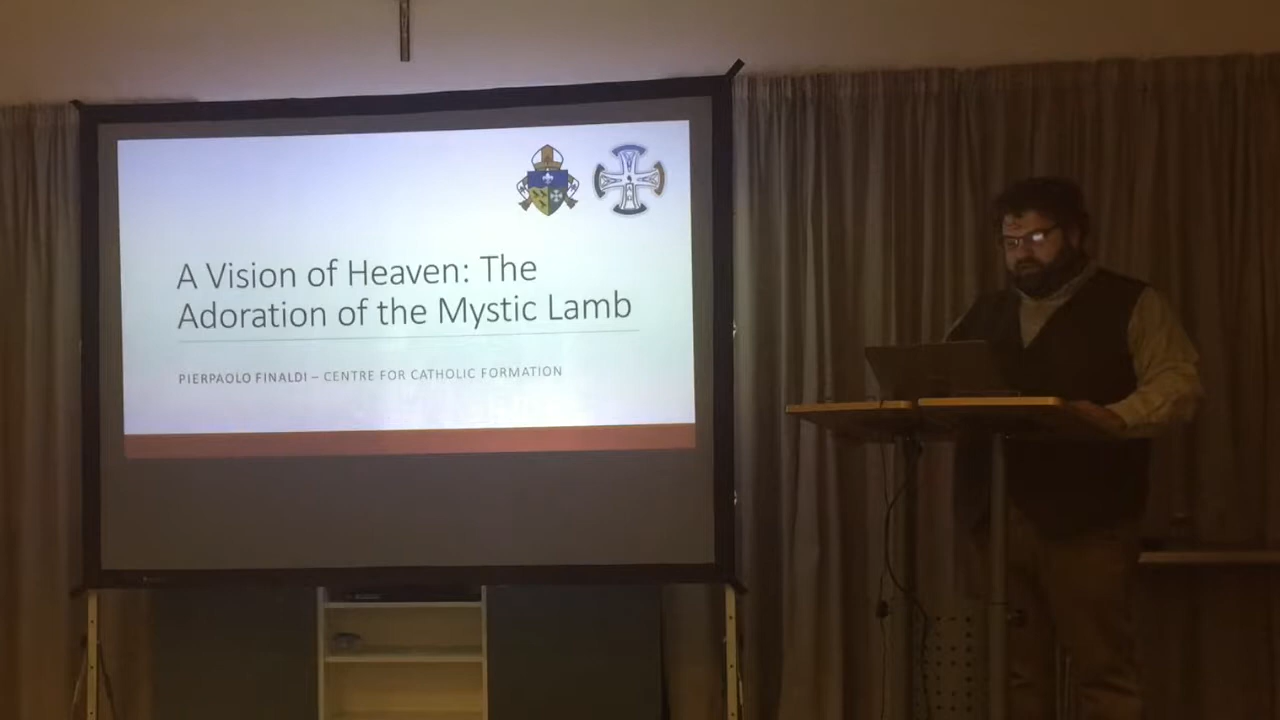 A Vision of Heaven: The
Adoration of the Mystic Lamb
PIERPAOLO FINALDI – CENTRE FOR CATHOLIC FORMATION